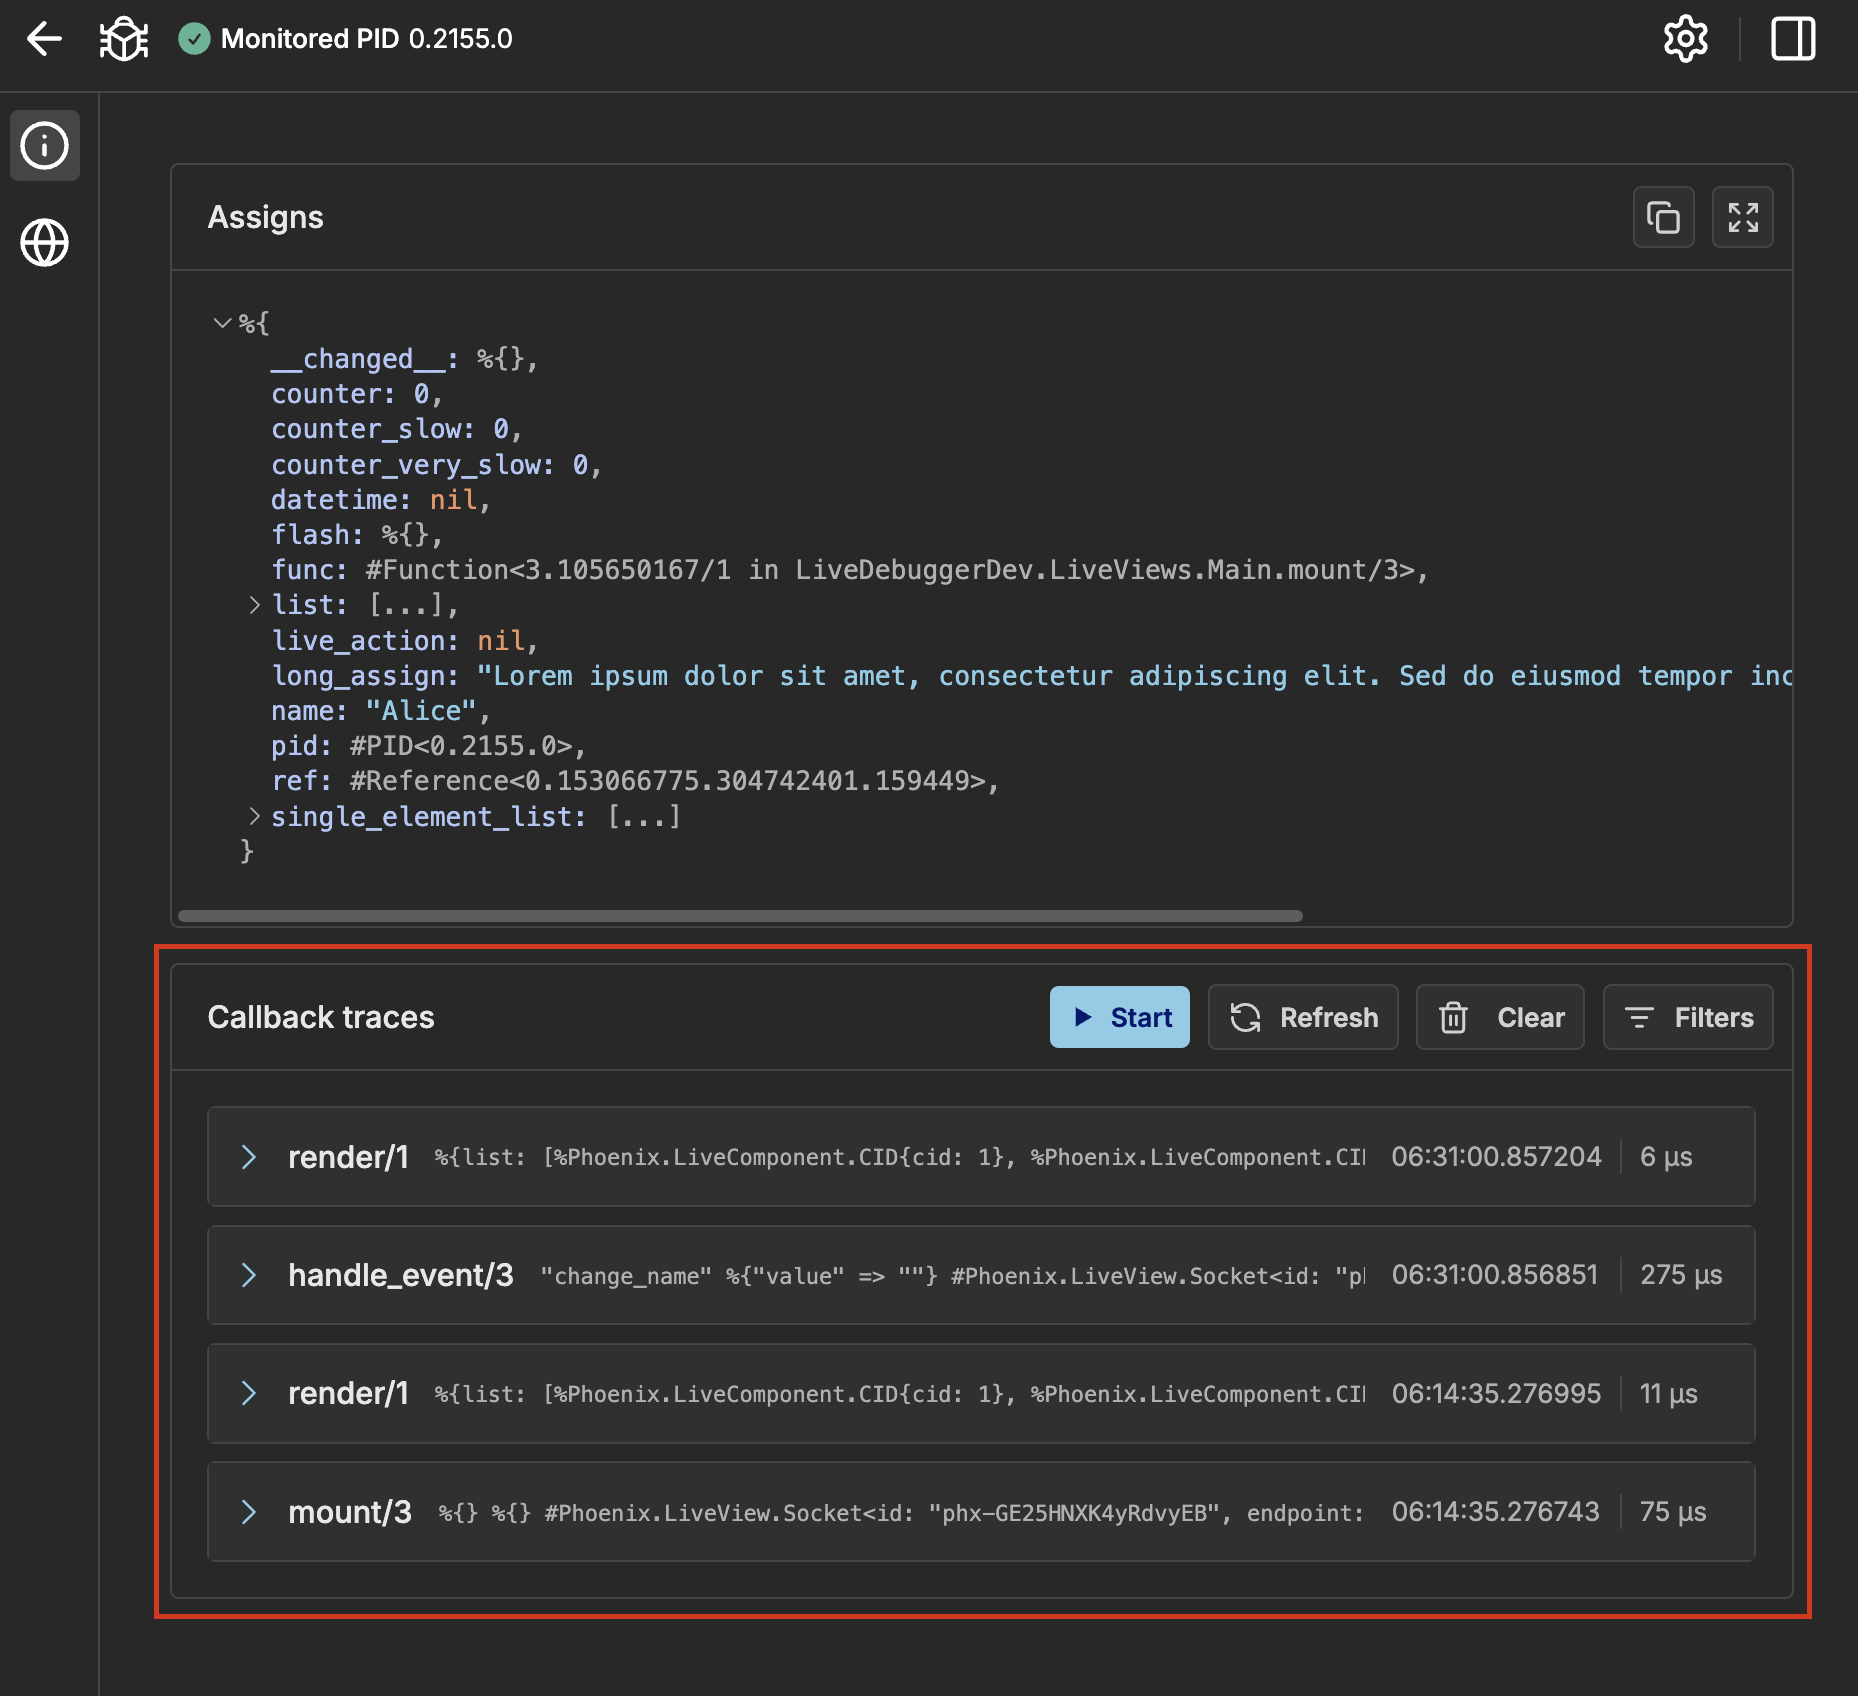 Monitored PID 0.2155.0
Assigns
%{
__changed__: %{},
counter: 0,
counter_slow: 0,
counter_very_slow: 0,
datetime: nil,
flash: %{},
func: #Function<3.105650167/1 in LiveDebuggerDev.LiveViews.Main.mount/3>,
list: [...],
live_action: nil,
long_assign: "Lorem ipsum dolor sit amet, consectetur adipiscing elit. Sed do eiusmod tempor inc
name: "Alice",
pid: #PID<0.2155.0>,
ref: #Reference<0.153066775.304742401.159449>,
single_element_list: [...]
}
Callback traces Start Refresh Clear Filters
render/1 %{list: [%Phoenix.LiveComponent.CID{cid: 1}, %Phoenix.LiveComponent.CI 06:31:00.857204 6 µs
handle_event/3 "change_name" %{"value" => ""} #Phoenix.LiveView.Socket<id: "p 06:31:00.856851 275 µs
render/1 %{list: [%Phoenix.LiveComponent.CID{cid: 1}, %Phoenix.LiveComponent.CI 06:14:35.276995 11 µs
mount/3 %{} %{} #Phoenix.LiveView.Socket<id: "phx-GE25HNXK4yRdvyEB", endpoint: 06:14:35.276743 75 µs